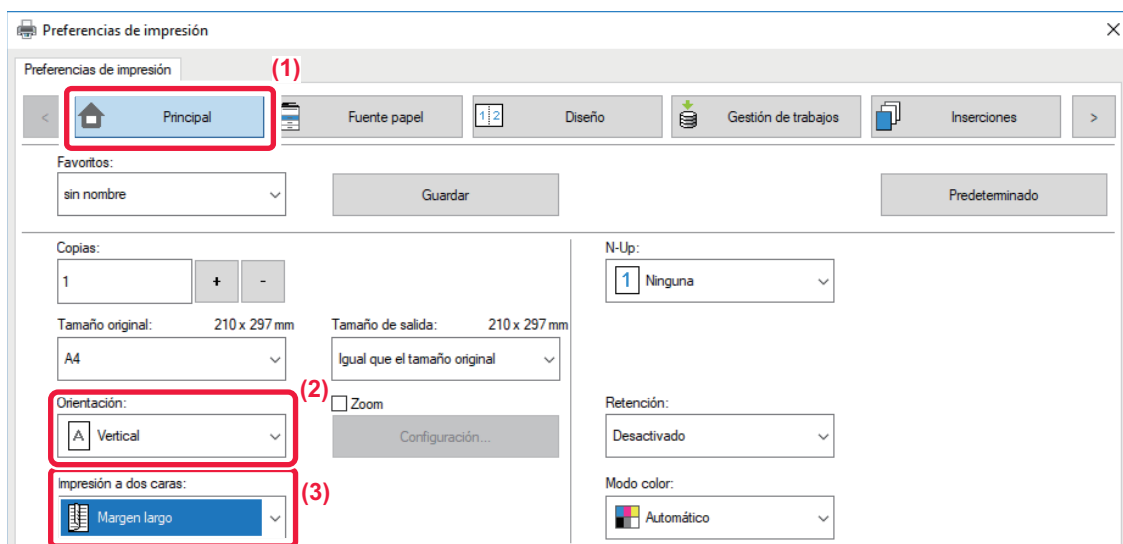 Preferencias de impresión
Preferencias de impresión
(1)
< Principal Fuente papel 1 2 Diseño Gestión de trabajos Inserciones >
Favoritos:
sin nombre Guardar Predeterminado
Copias: N-Up:
1 + - 1 Ninguna
Tamaño original: 210 x 297 mm Tamaño de salida: 210 x 297 mm
A4 Igual que el tamaño original
(2)
Orientación: Zoom Retención:
A Vertical Configuración... Desactivado
Impresión a dos caras: (3) Modo color:
Margen largo Automático